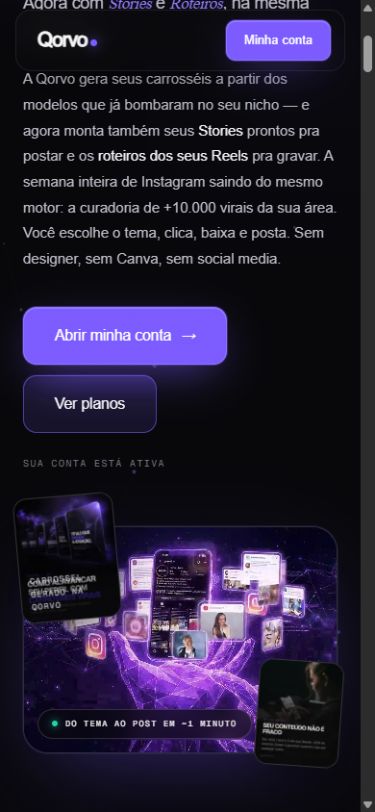 Agora com Stories e Roteiros, na mesma
Qorvo
Minha conta
A Qorvo gera seus carrosséis a partir dos
modelos que já bombaram no seu nicho — e
agora monta também seus Stories prontos pra
postar e os roteiros dos seus Reels pra gravar. A
semana inteira de Instagram saindo do mesmo
motor: a curadoria de +10.000 virais da sua área.
Você escolhe o tema, clica, baixa e posta. Sem
designer, sem Canva, sem social media.
Abrir minha conta →
Ver planos
SUA CONTA ESTÁ ATIVA
CARROSSEL
GERADO NA
QORVO
DO TEMA AO POST EM ~1 MINUTO
SEU CONTEÚDO NÃO É
FRACO